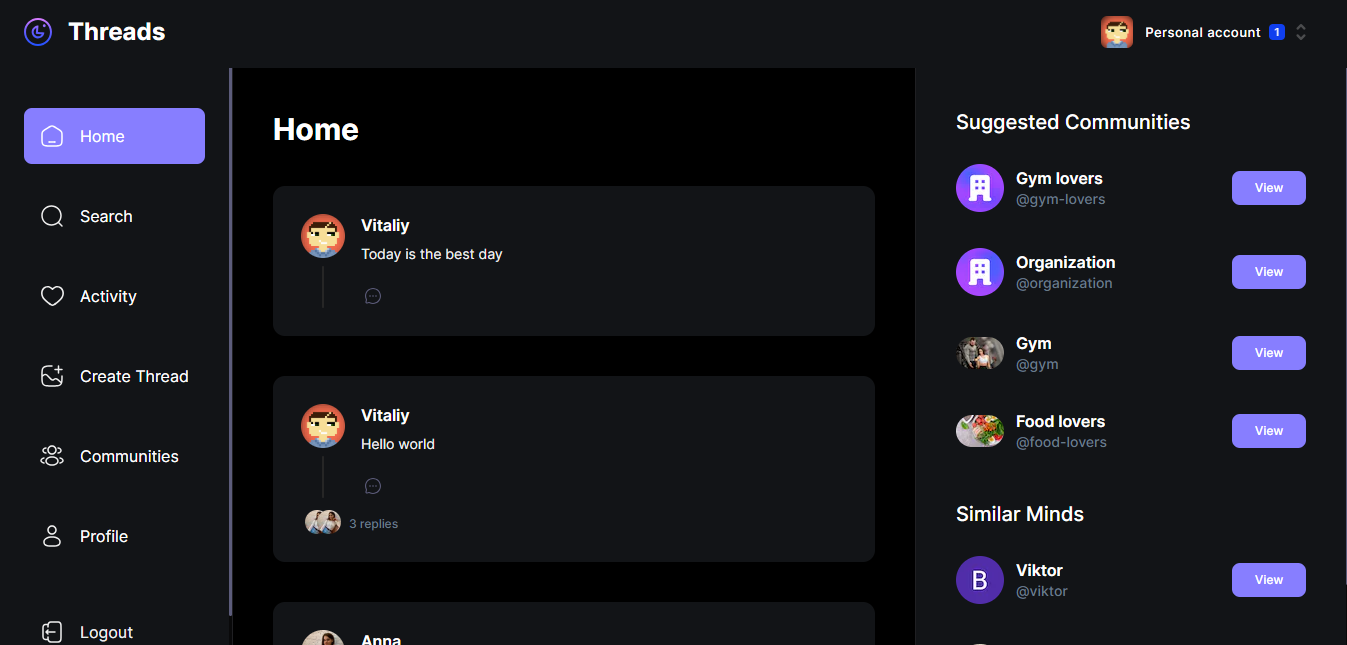 Threads
Personal account 1
Home
Search
Activity
Create Thread
Communities
Profile
Logout
Home
Vitaliy
Today is the best day
Vitaliy
Hello world
3 replies
Anna
Suggested Communities
Gym lovers
@gym-lovers
View
Organization
@organization
View
Gym
@gym
View
Food lovers
@food-lovers
View
Similar Minds
B
Viktor
@viktor
View